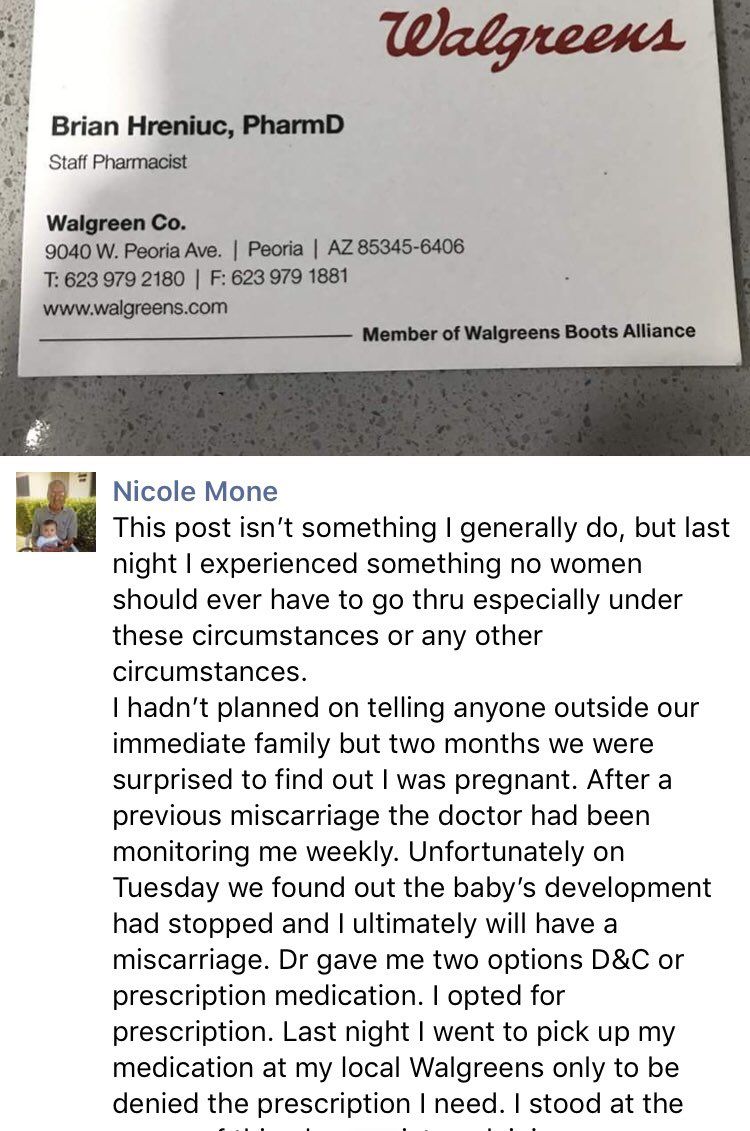 Walgreens
Brian Hreniuc, PharmD
Staff Pharmacist
Walgreen Co.
9040 W. Peoria Ave. | Peoria | AZ 85345-6406
T: 623 979 2180 | F: 623 979 1881
www.walgreens.com
Member of Walgreens Boots Alliance
Nicole Mone
This post isn't something I generally do, but last
night I experienced something no women
should ever have to go thru especially under
these circumstances or any other
circumstances.
I hadn't planned on telling anyone outside our
immediate family but two months we were
surprised to find out I was pregnant. After a
previous miscarriage the doctor had been
monitoring me weekly. Unfortunately on
Tuesday we found out the baby's development
had stopped and I ultimately will have a
miscarriage. Dr gave me two options D&C or
prescription medication. I opted for
prescription. Last night I went to pick up my
medication at my local Walgreens only to be
denied the prescription I need. I stood at the